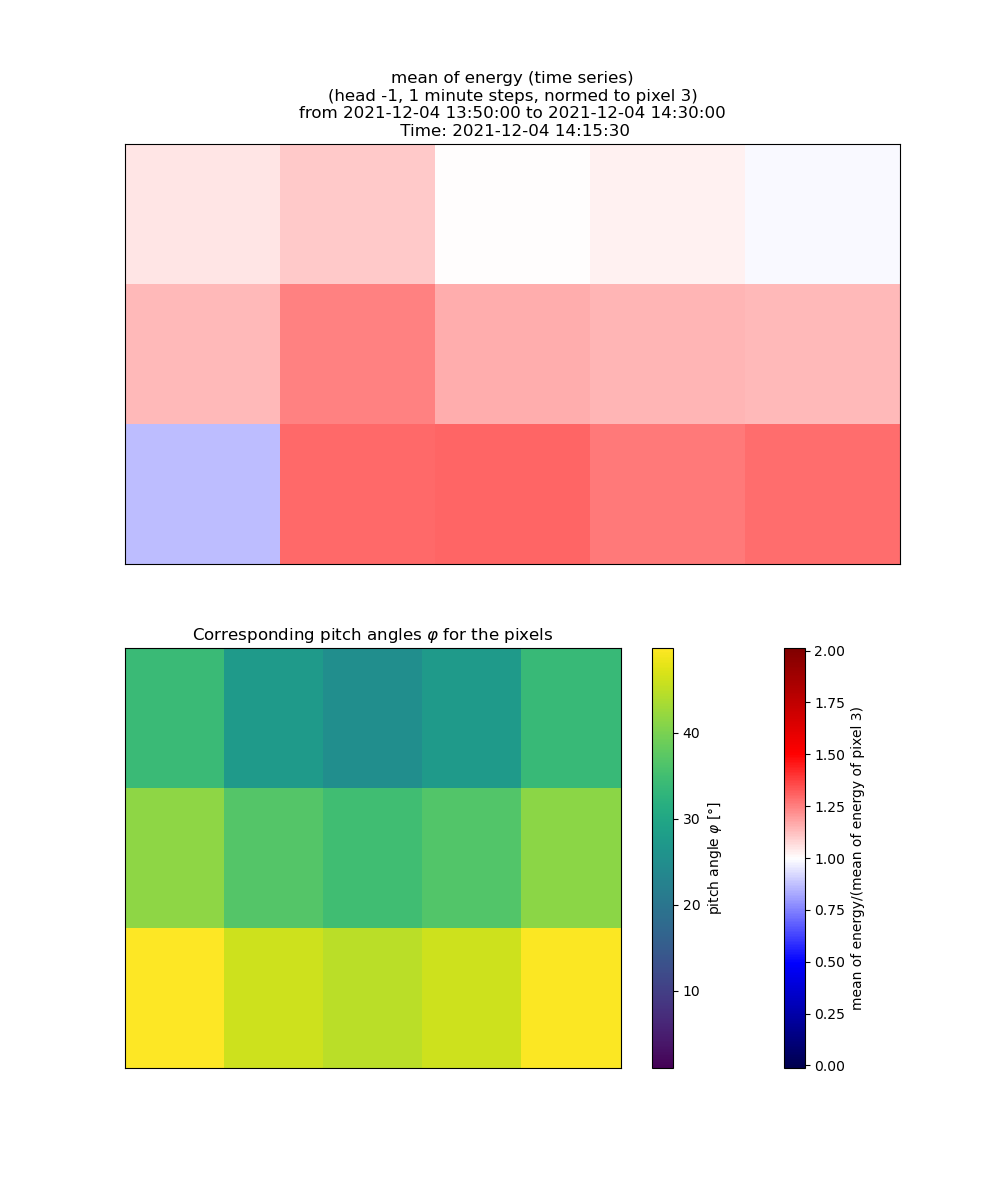 mean of energy (time series)
(head -1, 1 minute steps, normed to pixel 3)
from 2021-12-04 13:50:00 to 2021-12-04 14:30:00
Time: 2021-12-04 14:15:30
Corresponding pitch angles φ for the pixels
40
30
20
10
pitch angle φ [°]
2.00
1.75
1.50
1.25
1.00
0.75
0.50
0.25
0.00
mean of energy/(mean of energy of pixel 3)